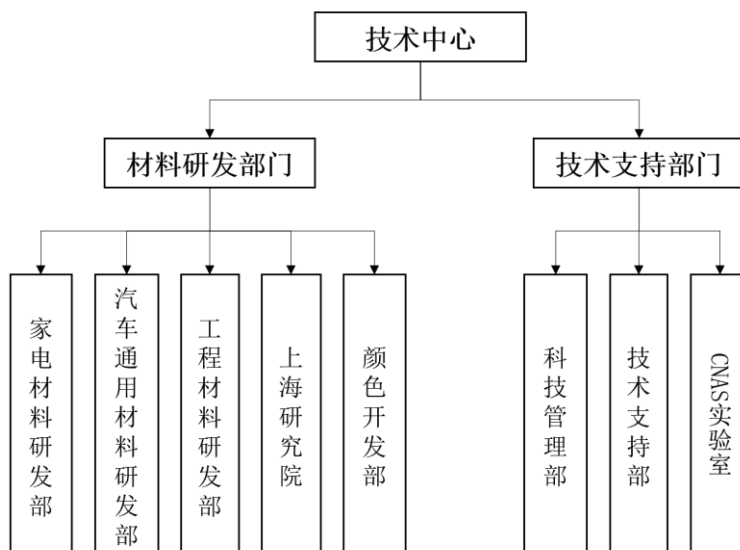 技术中心
材料研发部门
技术支持部门
家电材料研发部
汽车通用材料研发部
工程材料研发部
上海研究院
颜色开发部
科技管理部
技术支持部
CNAS实验室